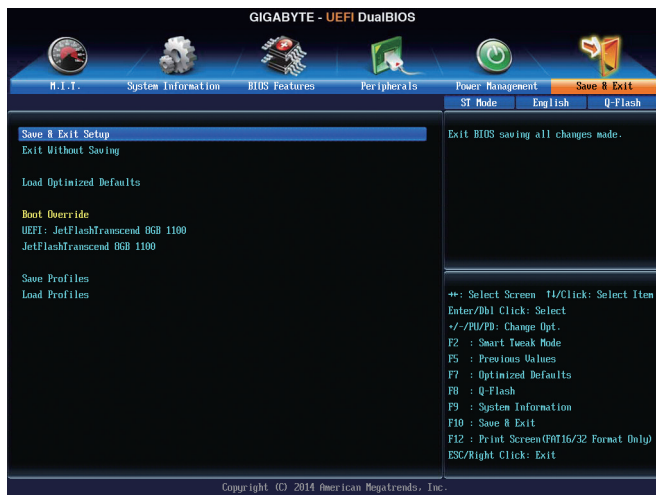 GIGABYTE - UEFI DualBIOS
M.I.T. System Information BIOS Features Peripherals Power Management Save & Exit
ST Mode English Q-Flash
Save & Exit Setup
Exit Without Saving
Load Optimized Defaults
Boot Override
UEFI: JetFlashTranscend 8GB 1100
JetFlashTranscend 8GB 1100
Save Profiles
Load Profiles
Exit BIOS saving all changes made.
→←: Select Screen ↑↓/Click: Select Item
Enter/Dbl Click: Select
+/-/PU/PD: Change Opt.
F2 : Smart Tweak Mode
F5 : Previous Values
F7 : Optimized Defaults
F8 : Q-Flash
F9 : System Information
F10 : Save & Exit
F12 : Print Screen(FAT16/32 Format Only)
ESC/Right Click: Exit
Copyright (C) 2014 American Megatrends, Inc.